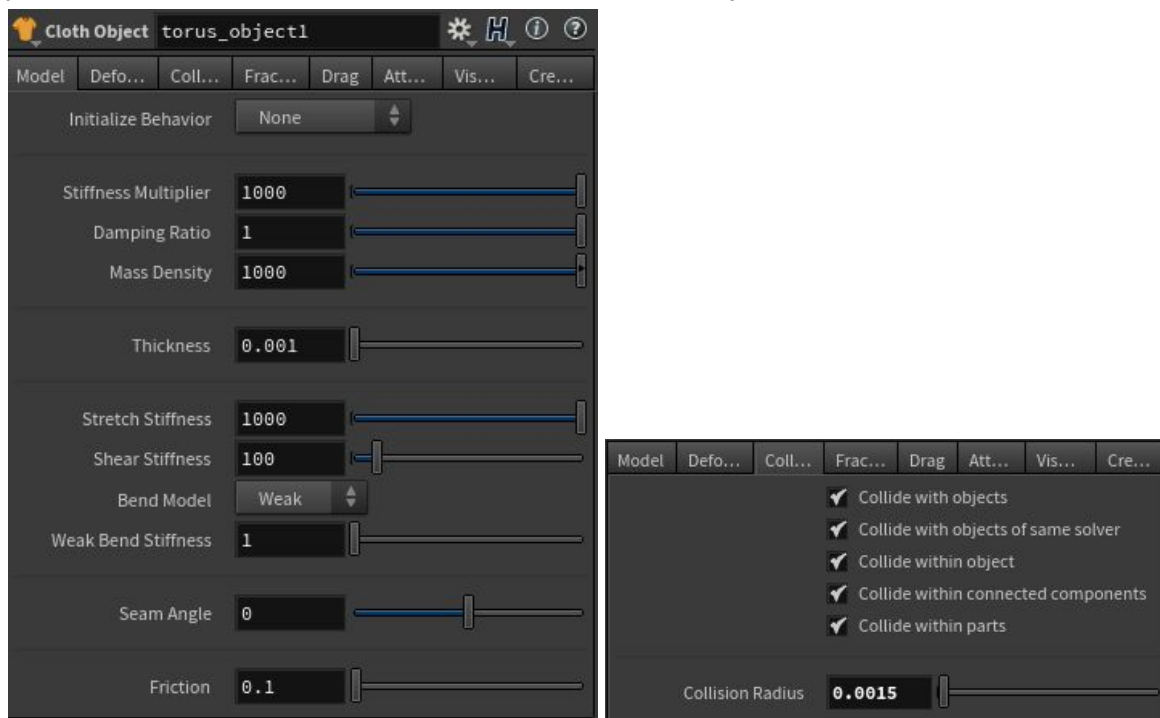 Cloth Object torus_object1
Model Defo... Coll... Frac... Drag Att... Vis... Cre...
Initialize Behavior None
Stiffness Multiplier 1000
Damping Ratio 1
Mass Density 1000
Thickness 0.001
Stretch Stiffness 1000
Shear Stiffness 100
Bend Model Weak
Weak Bend Stiffness 1
Seam Angle 0
Friction 0.1
Model Defo... Coll... Frac... Drag Att... Vis... Cre...
Collide with objects
Collide with objects of same solver
Collide within object
Collide within connected components
Collide within parts
Collision Radius 0.0015